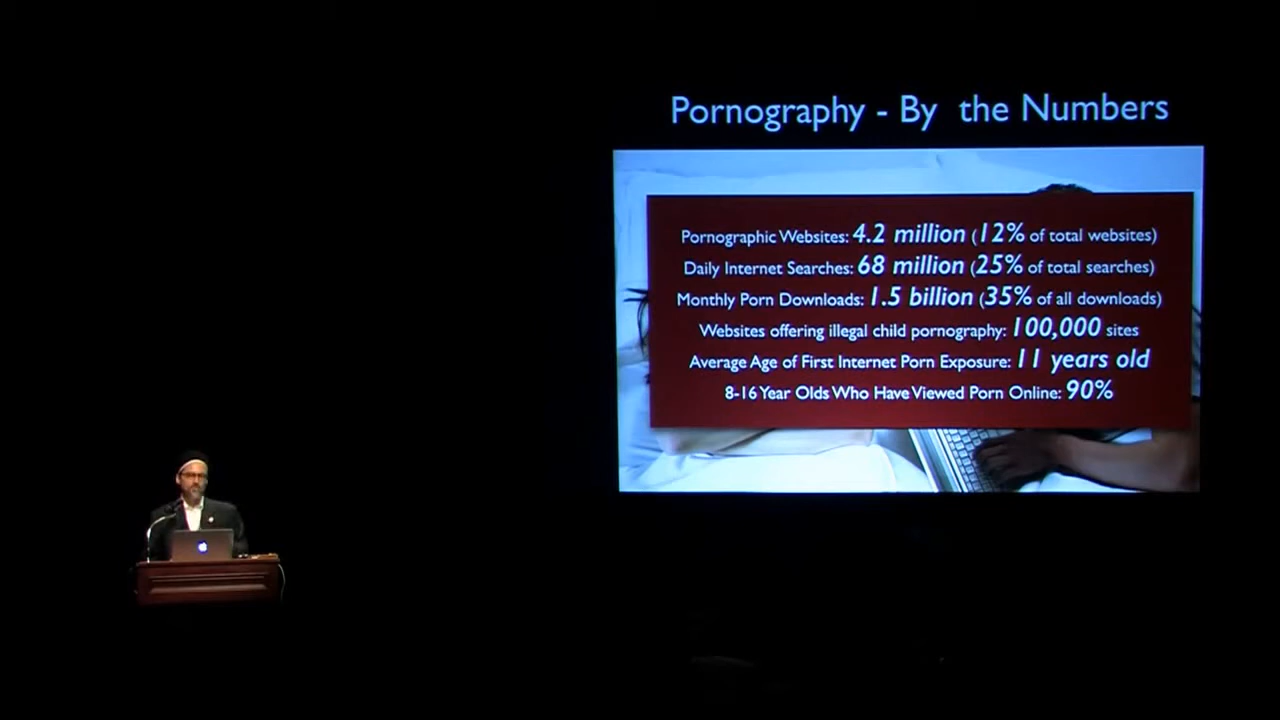 Pornography - By the Numbers
Pornographic Websites: 4.2 million (12% of total websites)
Daily Internet Searches: 68 million (25% of total searches)
Monthly Porn Downloads: 1.5 billion (35% of all downloads)
Websites offering illegal child pornography: 100,000 sites
Average Age of First Internet Porn Exposure: 11 years old
8-16 Year Olds Who Have Viewed Porn Online: 90%